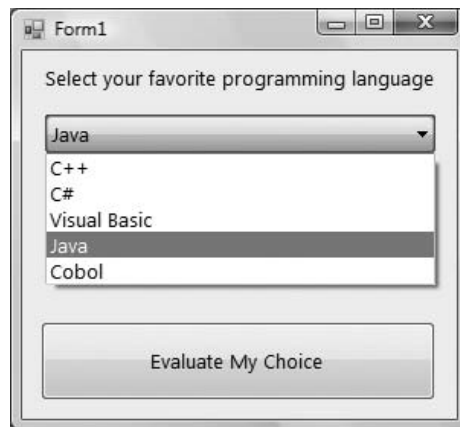 Form1
Select your favorite programming language
Java
C++
C#
Visual Basic
Java
Cobol
Evaluate My Choice